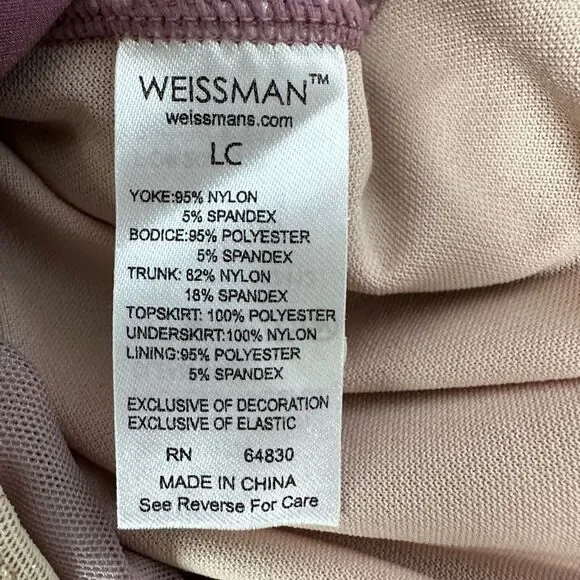 WEISSMAN™
weissmans.com
LC
YOKE:95% NYLON
5% SPANDEX
BODICE:95% POLYESTER
5% SPANDEX
TRUNK: 82% NYLON
18% SPANDEX
TOPSKIRT: 100% POLYESTER
UNDERSKIRT:100% NYLON
LINING:95% POLYESTER
5% SPANDEX
EXCLUSIVE OF DECORATION
EXCLUSIVE OF ELASTIC
RN 64830
MADE IN CHINA
See Reverse For Care